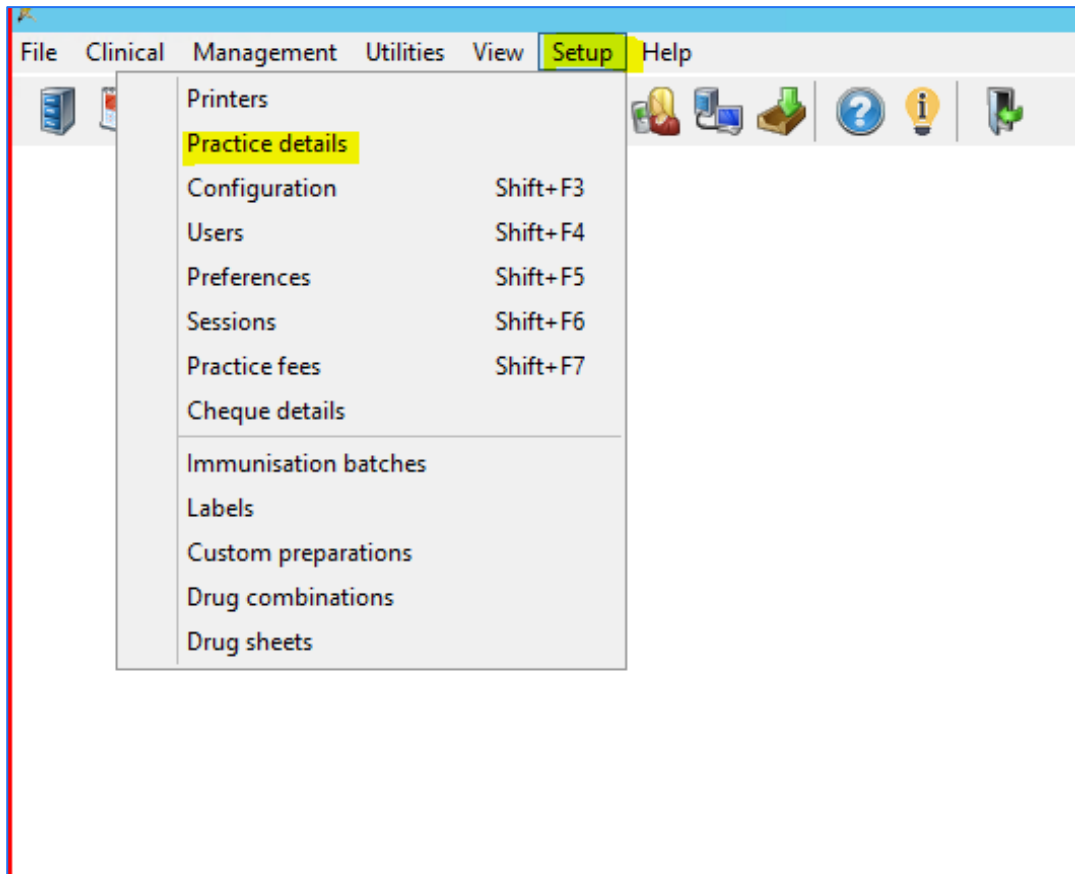 File Clinical Management Utilities View Setup Help
Printers
Practice details
Configuration Shift+F3
Users Shift+F4
Preferences Shift+F5
Sessions Shift+F6
Practice fees Shift+F7
Cheque details
Immunisation batches
Labels
Custom preparations
Drug combinations
Drug sheets